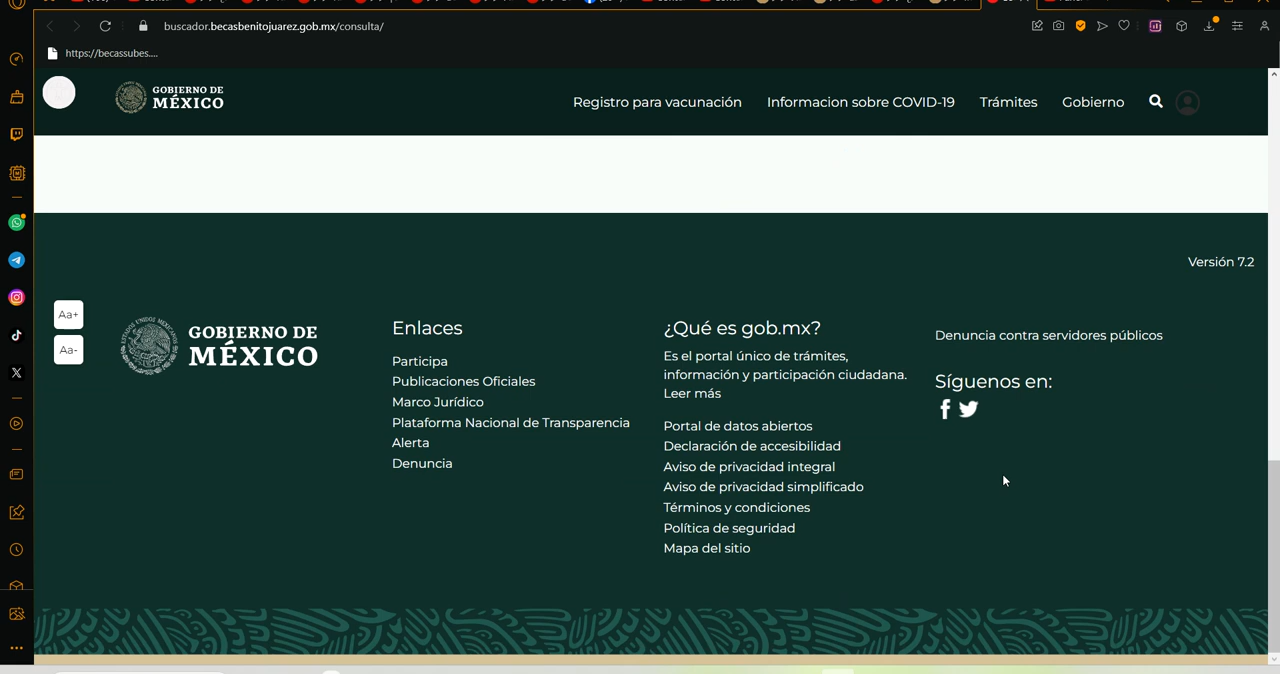 buscador.becasbenitojuarez.gob.mx/consulta/
https://becassubes....
GOBIERNO DE
MÉXICO
Registro para vacunación
Informacion sobre COVID-19
Trámites
Gobierno
Versión 7.2
Aa+
Aa-
GOBIERNO DE
MÉXICO
Enlaces
Participa
Publicaciones Oficiales
Marco Jurídico
Plataforma Nacional de Transparencia
Alerta
Denuncia
¿Qué es gob.mx?
Es el portal único de trámites,
información y participación ciudadana.
Leer más
Portal de datos abiertos
Declaración de accesibilidad
Aviso de privacidad integral
Aviso de privacidad simplificado
Términos y condiciones
Política de seguridad
Mapa del sitio
Denuncia contra servidores públicos
Síguenos en: